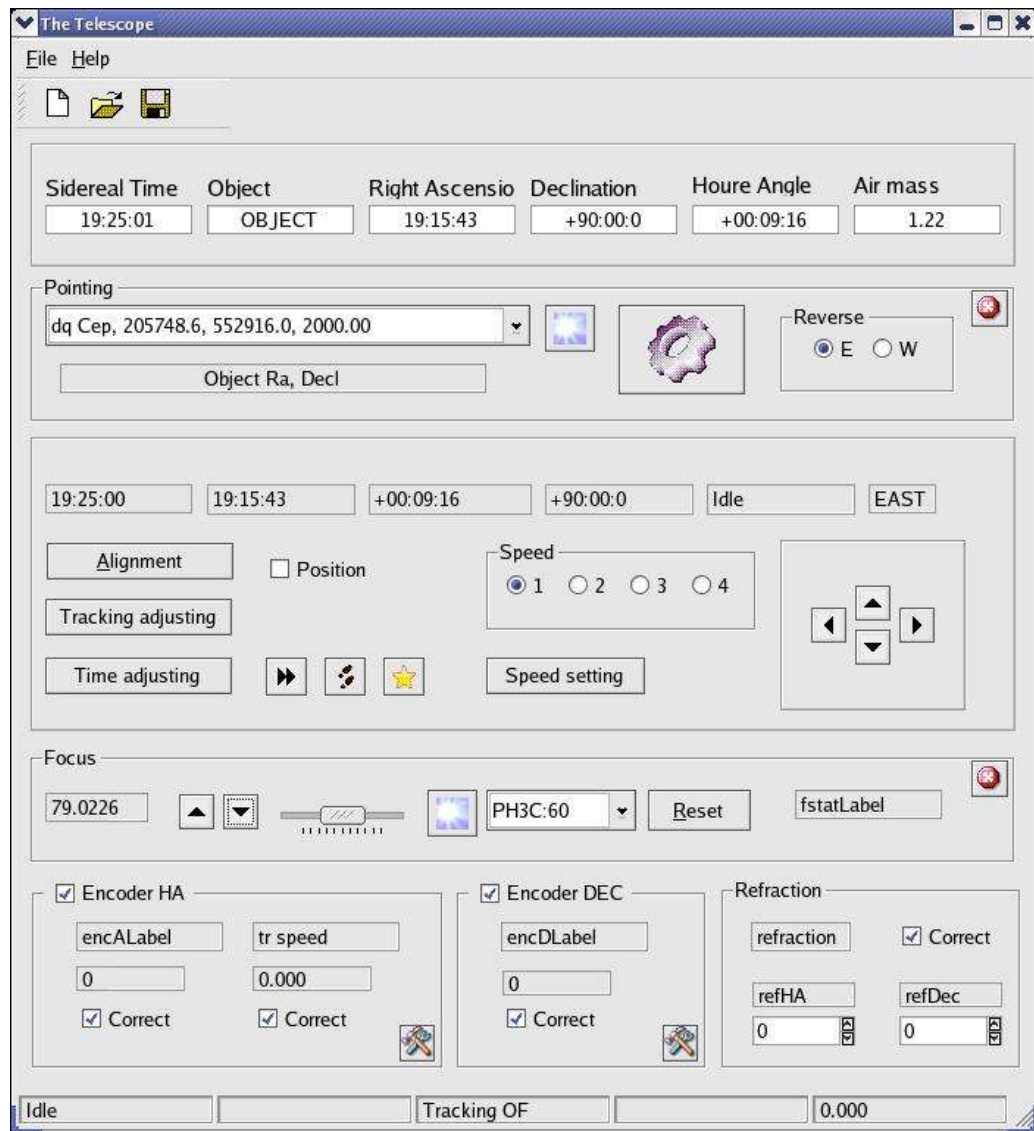 The Telescope
File Help
Sidereal Time Object Right Ascensio Declination Houre Angle Air mass
19:25:01 OBJECT 19:15:43 +90:00:0 +00:09:16 1.22
Pointing
dq Cep, 205748.6, 552916.0, 2000.00
Reverse
E W
Object Ra, Decl
19:25:00 19:15:43 +00:09:16 +90:00:0 Idle EAST
Alignment Position Speed
1 2 3 4
Tracking adjusting
Time adjusting Speed setting
Focus
79.0226 PH3C:60 Reset fstatLabel
Encoder HA Encoder DEC Refraction
encALabel tr speed encDLabel refraction Correct
0 0.000 0 refHA refDec
Correct Correct Correct 0 0
Idle Tracking OF 0.000